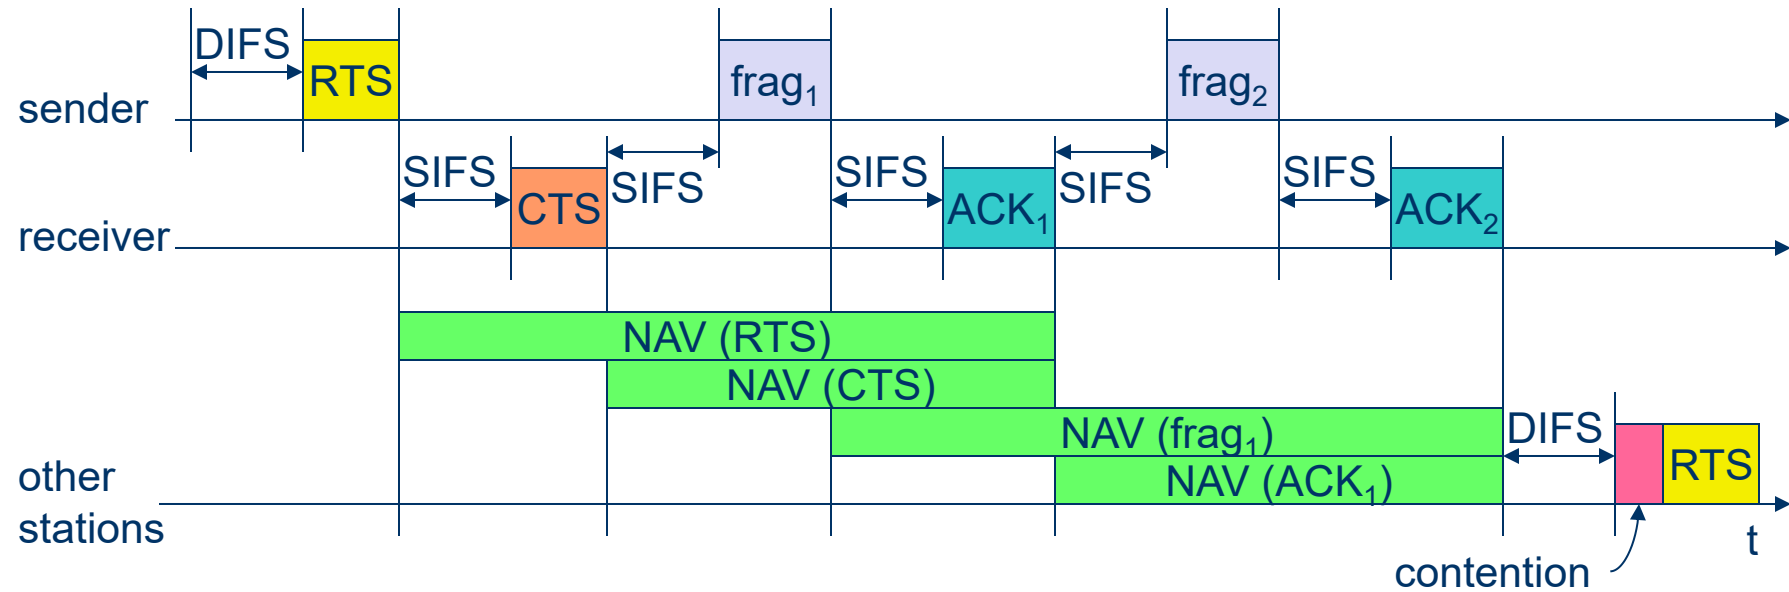 DIFS
RTS
frag₁
frag₂
sender
SIFS
SIFS
SIFS
SIFS
SIFS
CTS
ACK₁
ACK₂
receiver
NAV (RTS)
NAV (CTS)
NAV (frag₁)
DIFS
NAV (ACK₁)
RTS
other
stations
t
contention